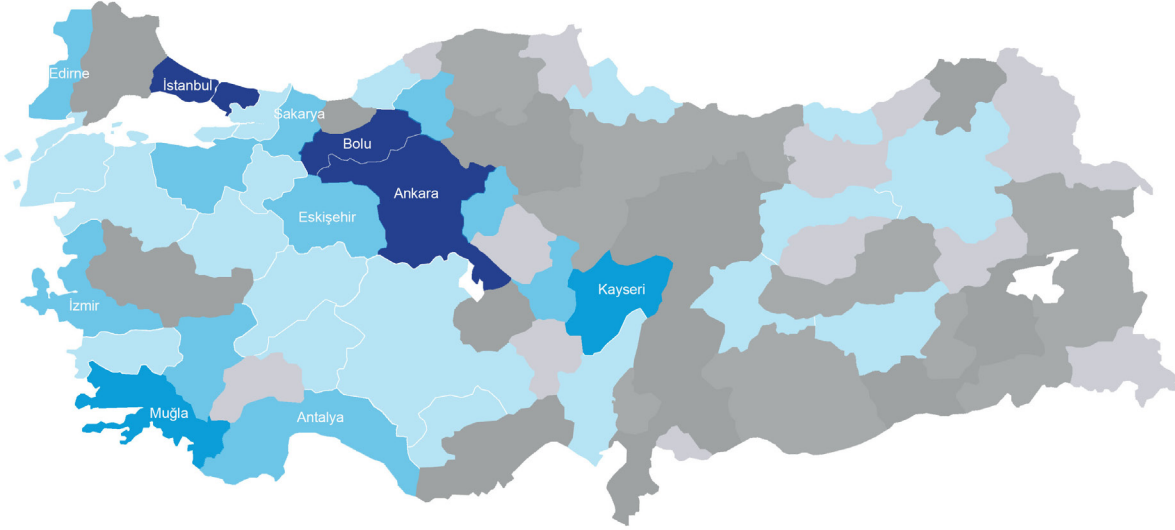 Edirne
İstanbul
Sakarya
Bolu
Ankara
Eskişehir
Kayseri
İzmir
Muğla
Antalya